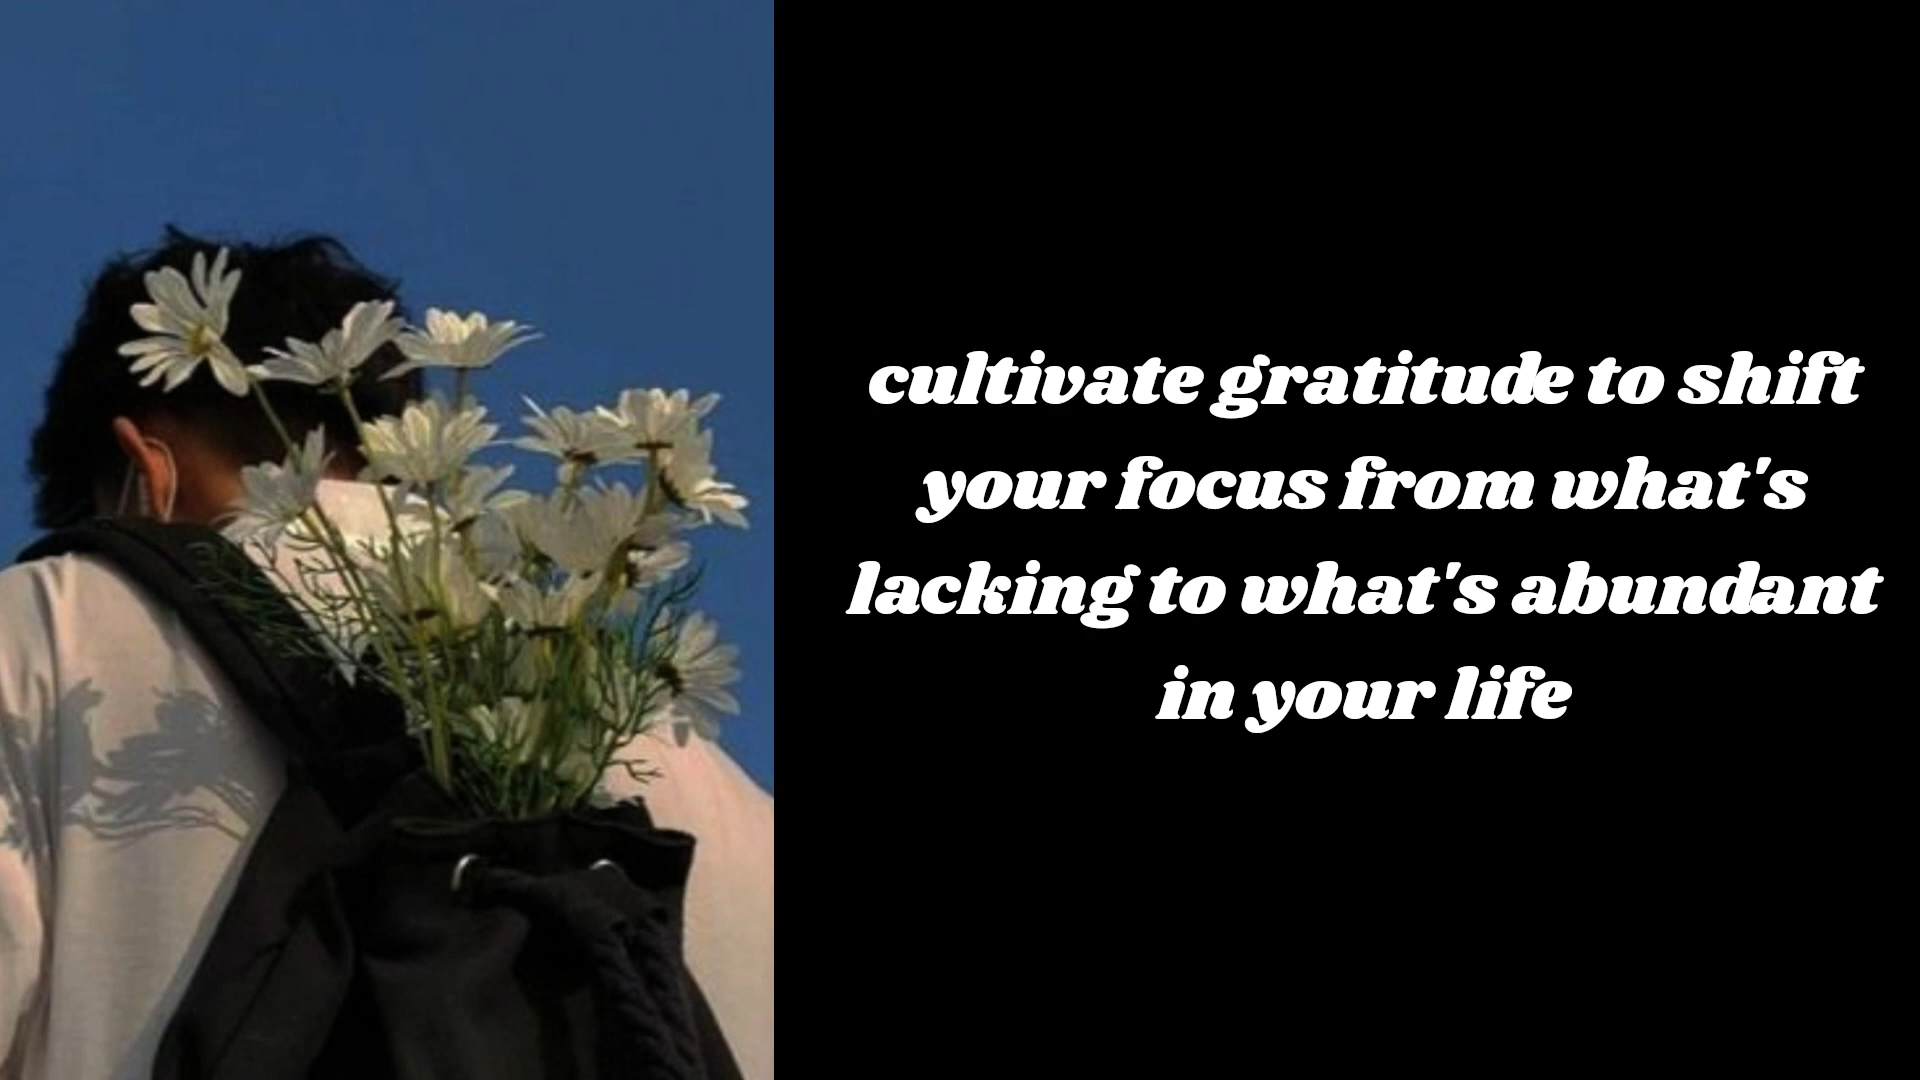 cultivate gratitude to shift
your focus from what's
lacking to what's abundant
in your life